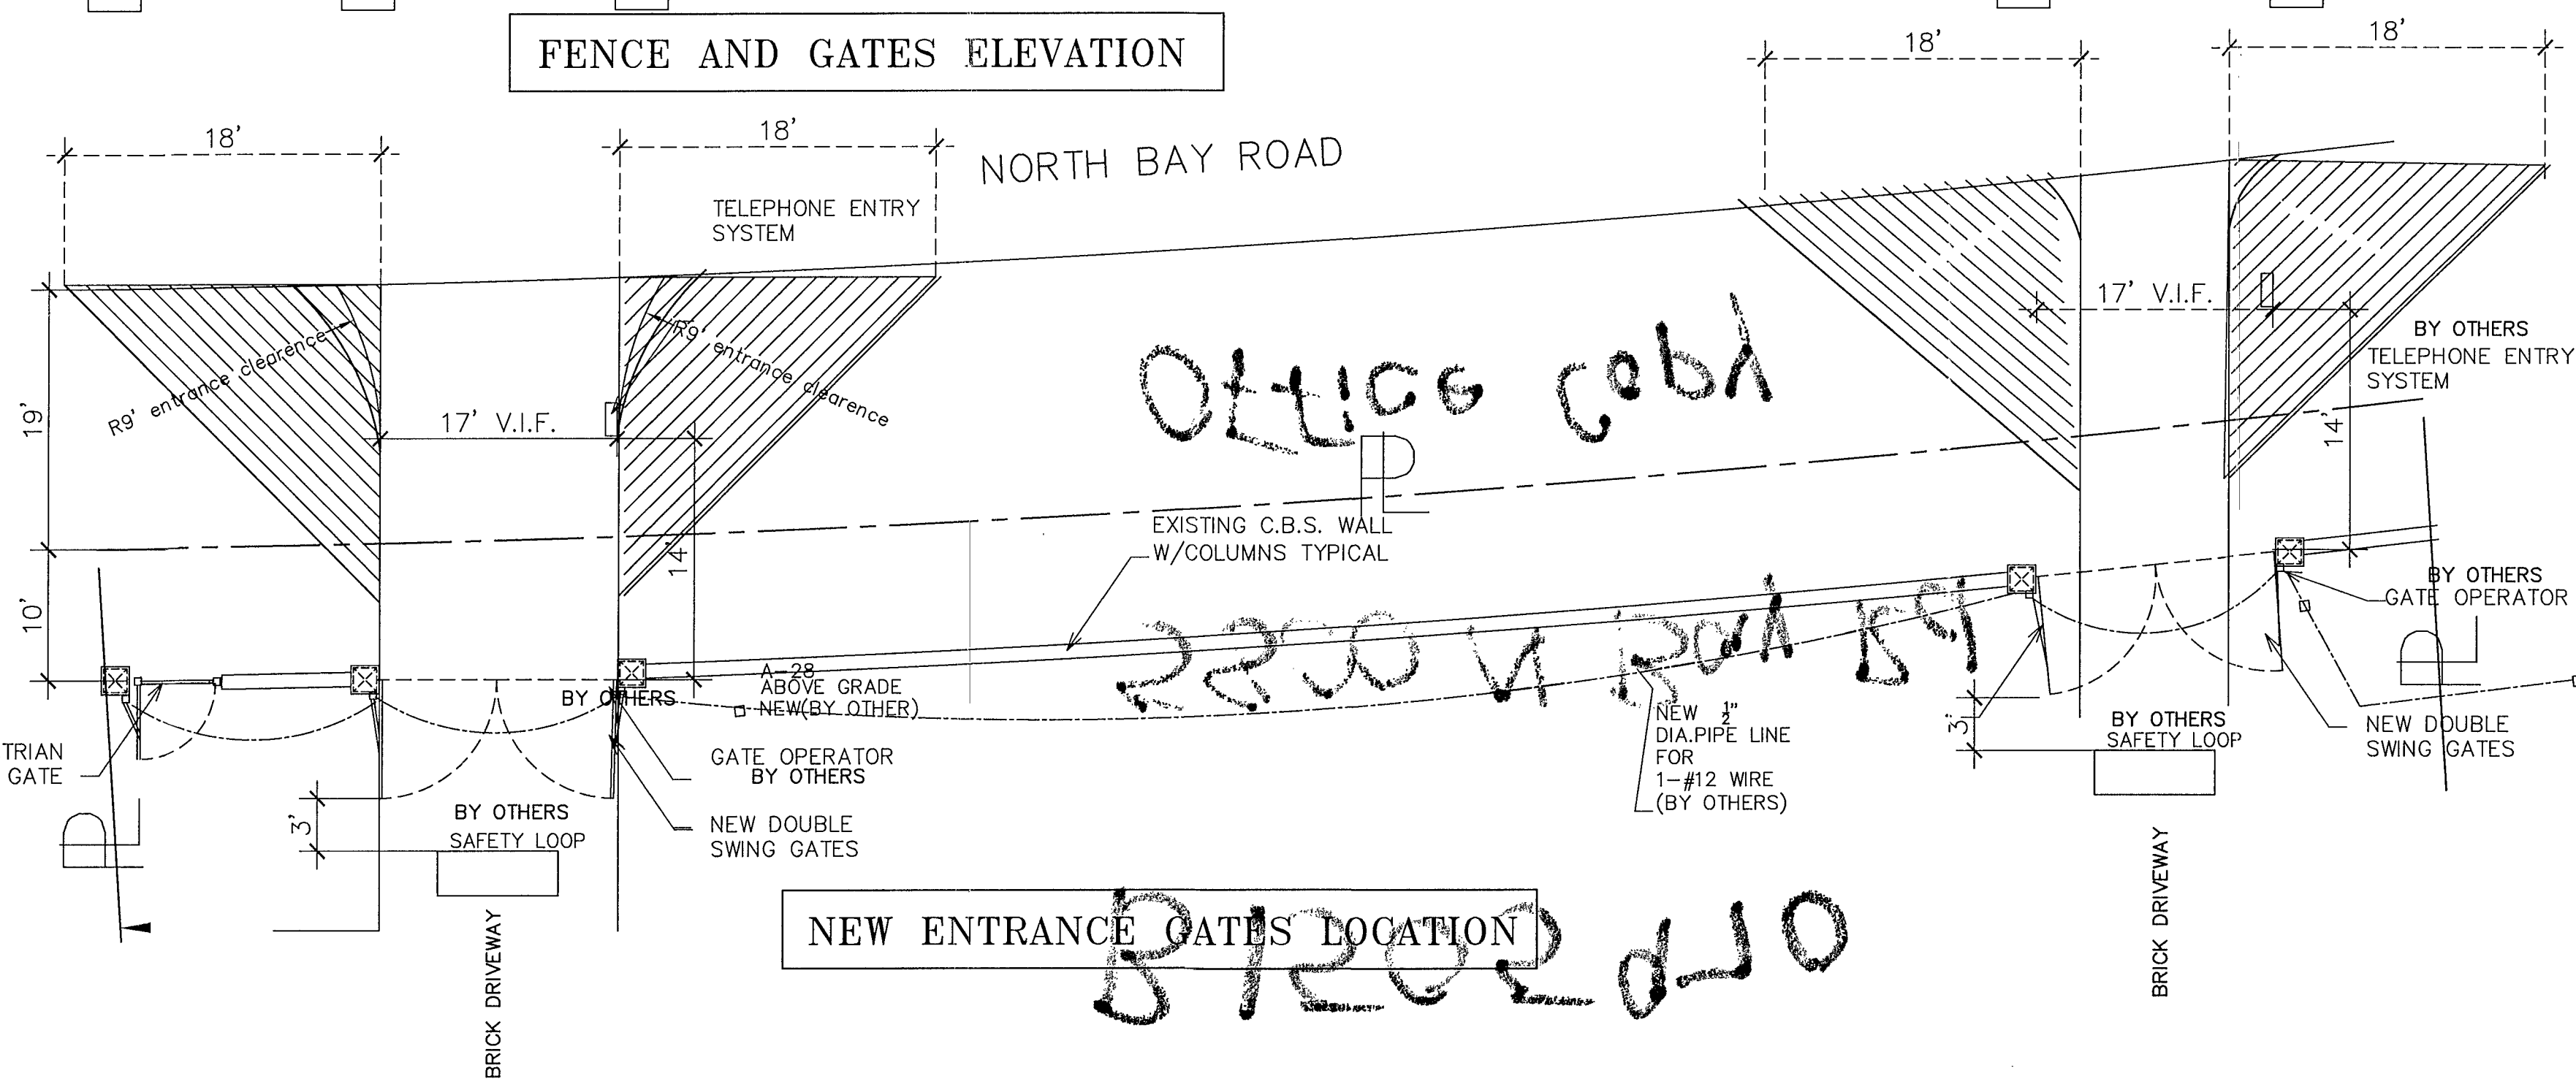 FENCE AND GATES ELEVATION
18'
18'
18'
18'
NORTH BAY ROAD
TELEPHONE ENTRY
SYSTEM
R9' entrance clearence
R9' entrance clearence
17' V.I.F.
17' V.I.F.
BY OTHERS
TELEPHONE ENTRY
SYSTEM
Office
19'
14'
14'
PL
EXISTING C.B.S. WALL
W/COLUMNS TYPICAL
10'
BY OTHERS
GATE OPERATOR
A-28
ABOVE GRADE
NEW(BY OTHER)
BY OTHERS
NEW 1/2"
DIA.PIPE LINE
FOR
1-#12 WIRE
(BY OTHERS)
PL
TRIAN
GATE
GATE OPERATOR
BY OTHERS
3'
BY OTHERS
SAFETY LOOP
NEW DOUBLE
SWING GATES
PL
3'
BY OTHERS
SAFETY LOOP
NEW DOUBLE
SWING GATES
BRICK DRIVEWAY
BRICK DRIVEWAY
NEW ENTRANCE GATES LOCATION